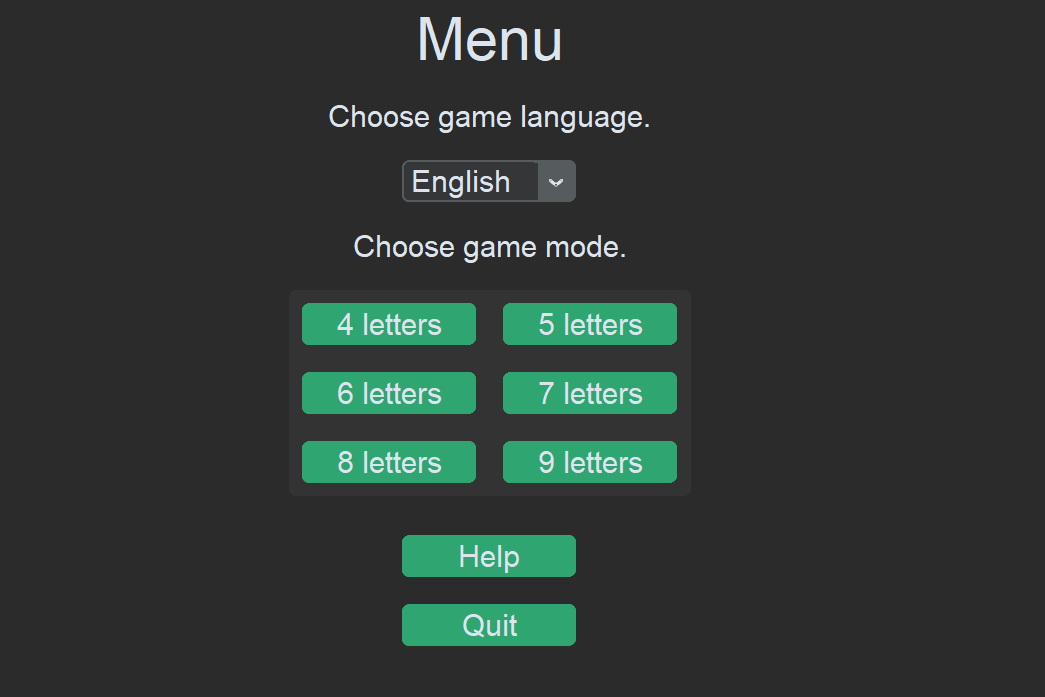 Menu
Choose game language.
English
Choose game mode.
4 letters 5 letters
6 letters 7 letters
8 letters 9 letters
Help
Quit